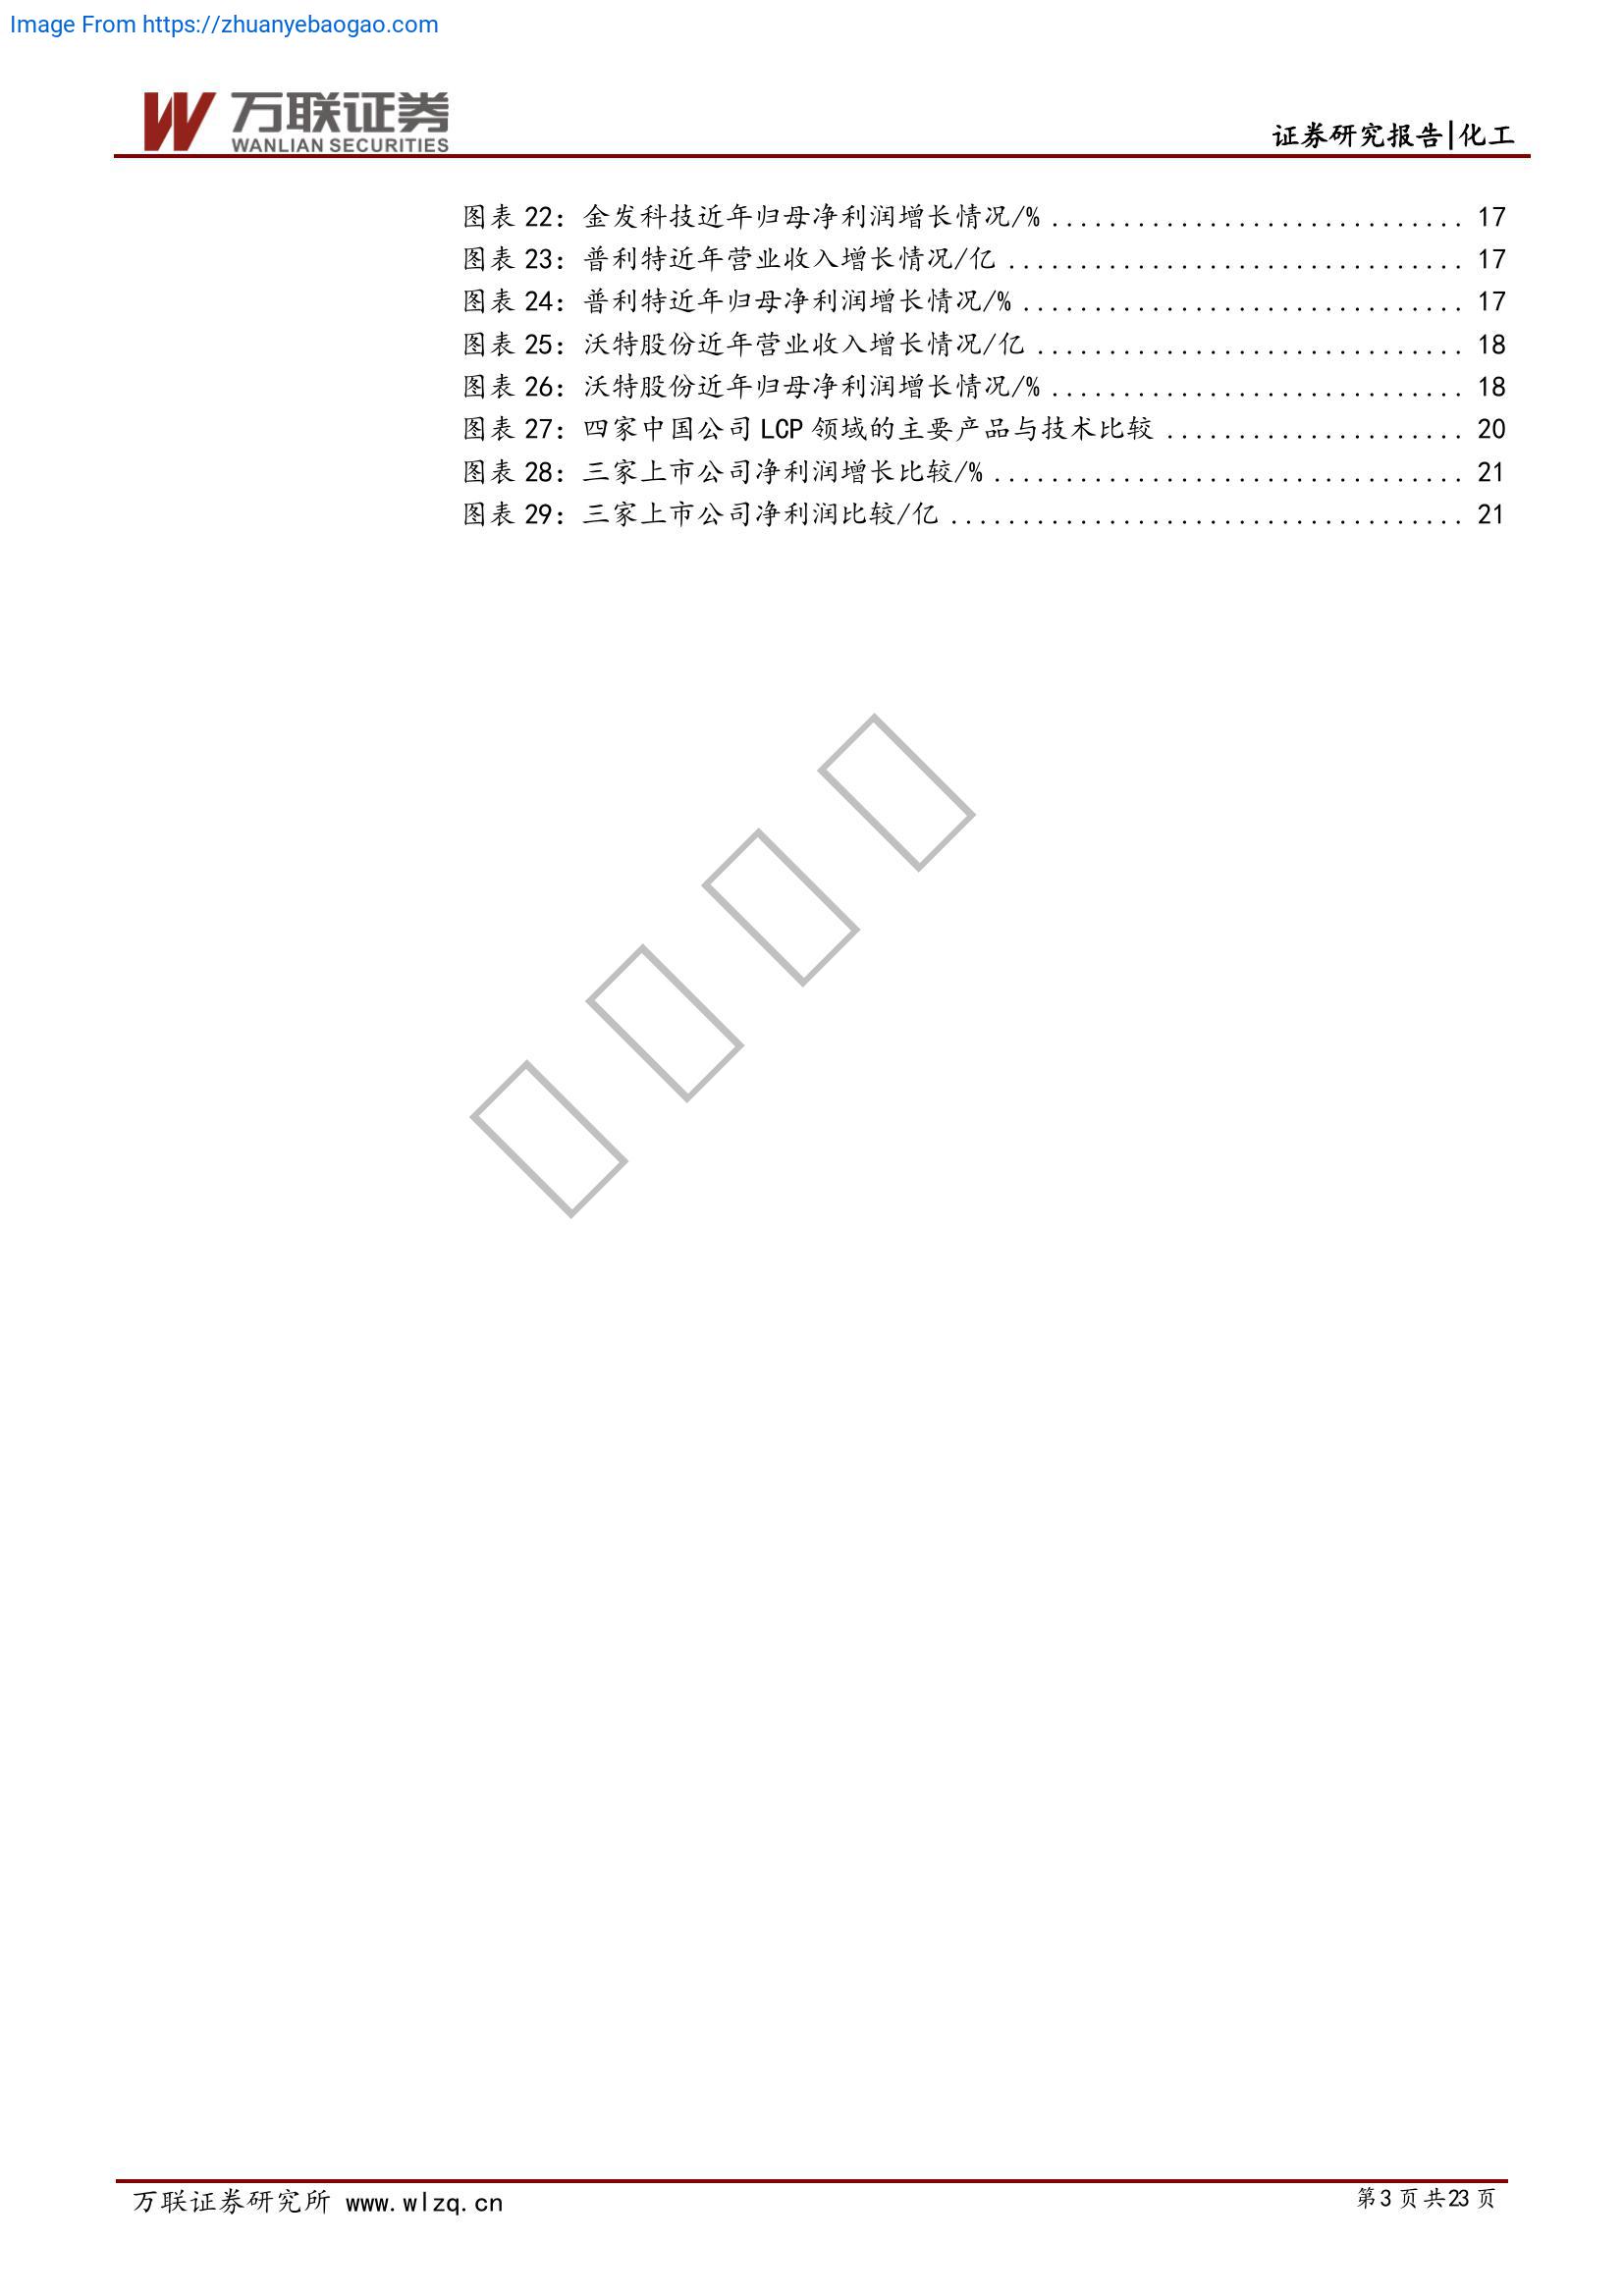 Image From https://zhuanyebaogao.com
万联证券
WANLIAN SECURITIES
证券研究报告|化工
图表 22：金发科技近年归母净利润增长情况/% ............................. 17
图表 23：普利特近年营业收入增长情况/亿 ................................ 17
图表 24：普利特近年归母净利润增长情况/% ............................... 17
图表 25：沃特股份近年营业收入增长情况/亿 .............................. 18
图表 26：沃特股份近年归母净利润增长情况/% ............................. 18
图表 27：四家中国公司 LCP 领域的主要产品与技术比较 ..................... 20
图表 28：三家上市公司净利润增长比较/% ................................. 21
图表 29：三家上市公司净利润比较/亿 .................................... 21
万联证券研究所 www.wlzq.cn
第 3 页 共 23 页